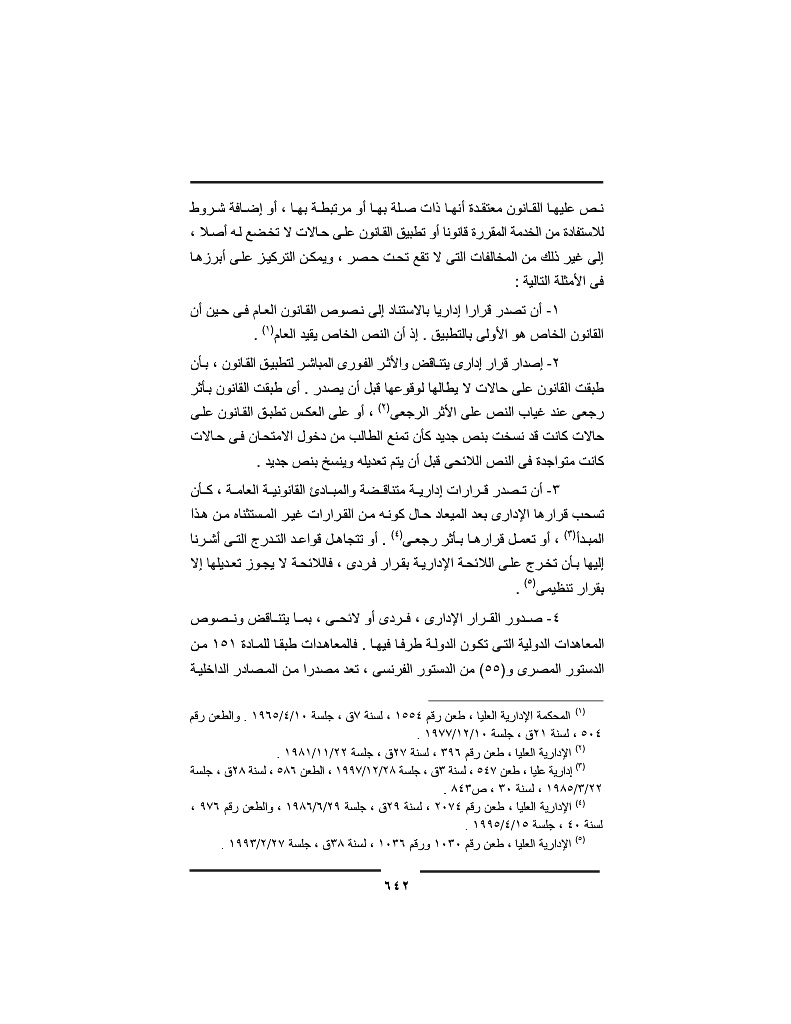 نص عليها القانون معتقدة أنها ذات صلة بها أو مرتبطة بها ، أو إضافة شروط
للاستفادة من الخدمة المقررة قانونا أو تطبيق القانون على حالات لا تخضع له أصلا ،
إلى غير ذلك من المخالفات التى لا تقع تحت حصر ، ويمكن التركيز على أبرزها
فى الأمثلة التالية :
١- أن تصدر قرارا إداريا بالاستناد إلى نصوص القانون العام فى حين أن
القانون الخاص هو الأولى بالتطبيق . إذ أن النص الخاص يقيد العام(١) .
٢- إصدار قرار إدارى يتناقض والأثر الفورى المباشر لتطبيق القانون ، بأن
طبقت القانون على حالات لا يطالها لوقوعها قبل أن يصدر . أى طبقت القانون بأثر
رجعى عند غياب النص على الأثر الرجعى(٢) ، أو على العكس تطبق القانون على
حالات كانت قد نسخت بنص جديد كأن تمنع الطالب من دخول الامتحان فى حالات
كانت متواجدة فى النص اللائحى قبل أن يتم تعديله وينسخ بنص جديد .
٣- أن تصدر قرارات إدارية متناقضة والمبادئ القانونية العامة ، كأن
تسحب قرارها الإدارى بعد الميعاد حال كونه من القرارات غير المستثناه من هذا
المبدأ(٣) ، أو تعمل قرارها بأثر رجعى(٤) . أو تتجاهل قواعد التدرج التى أشرنا
إليها بأن تخرج على اللائحة الإدارية بقرار فردى ، فاللائحة لا يجوز تعديلها إلا
بقرار تنظيمى(٥) .
٤- صدور القرار الإدارى ، فردى أو لائحى ، بما يتناقض ونصوص
المعاهدات الدولية التى تكون الدولة طرفا فيها . فالمعاهدات طبقا للمادة ١٥١ من
الدستور المصرى و(٥٥) من الدستور الفرنسى ، تعد مصدرا من المصادر الداخلية
(١) المحكمة الإدارية العليا ، طعن رقم ١٥٥٤ ، لسنة ٧ق ، جلسة ١٩٦٥/٤/١٠ . والطعن رقم
٥٠٤ ، لسنة ٢١ق ، جلسة ١٩٧٧/١٢/١٠ .
(٢) الإدارية العليا ، طعن رقم ٣٩٦ ، لسنة ٢٧ق ، جلسة ١٩٨١/١١/٢٢ .
(٣) إدارية عليا ، طعن ٥٤٧ ، لسنة ٣ق ، جلسة ١٩٩٧/١٢/٢٨ ، الطعن ٥٨٦ ، لسنة ٢٨ق ، جلسة
١٩٨٥/٣/٢٢ ، لسنة ٣٠ ، ص٨٤٣ .
(٤) الإدارية العليا ، طعن رقم ٢٠٧٤ ، لسنة ٢٩ق ، جلسة ١٩٨٦/٦/٢٩ ، والطعن رقم ٩٧٦ ،
لسنة ٤٠ ، جلسة ١٩٩٥/٤/١٥ .
(٥) الإدارية العليا ، طعن رقم ١٠٣٠ ورقم ١٠٣٦ ، لسنة ٣٨ق ، جلسة ١٩٩٣/٢/٢٧ .
٦٤٢